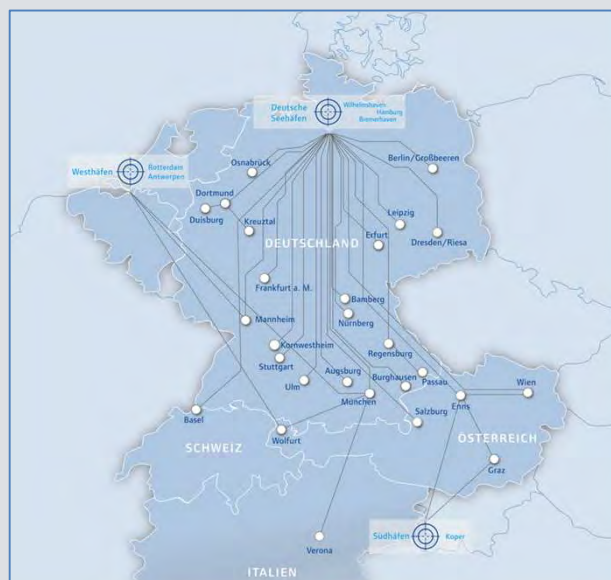 Deutsche
Seehäfen
Wilhelmshaven
Hamburg
Bremerhaven
Westhäfen
Rotterdam
Antwerpen
Osnabrück
Berlin/Großbeeren
Dortmund
Duisburg
Kreuztal
Leipzig
DEUTSCHLAND
Erfurt
Dresden/Riesa
Frankfurt a. M.
Bamberg
Nürnberg
Mannheim
Kornwestheim
Stuttgart
Regensburg
Ulm
Augsburg
Burghausen
Passau
München
Enns
Wien
Basel
Salzburg
Wolfurt
SCHWEIZ
ÖSTERREICH
Graz
Südhäfen
Koper
Verona
ITALIEN